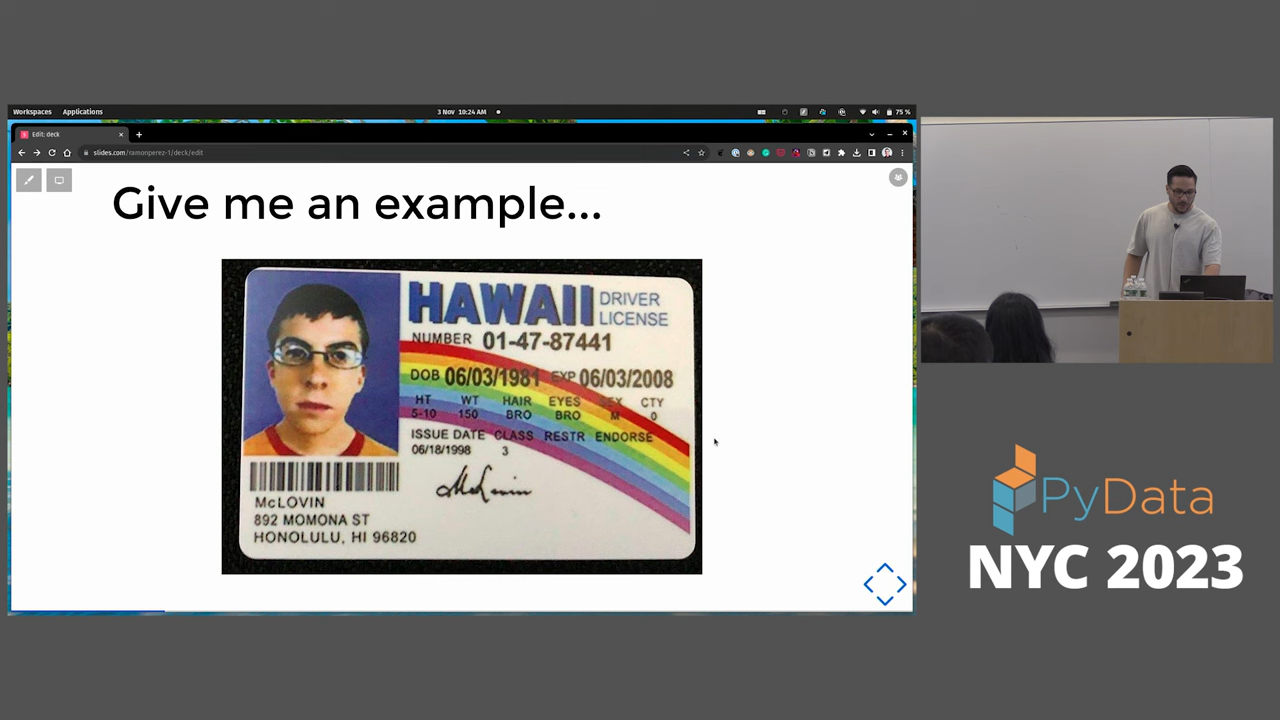 Workspaces Applications
3 Nov 10:24 AM
75 %
Edit: deck
slides.com/ramonperez-1/deck/edit
Give me an example...
HAWAII DRIVER LICENSE
NUMBER 01-47-87441
DOB 06/03/1981 EXP 06/03/2008
HT WT HAIR EYES SEX CTY
5-10 150 BRO BRO M 0
ISSUE DATE CLASS RESTR ENDORSE
06/18/1998 3
McLovin
McLOVIN
892 MOMONA ST
HONOLULU, HI 96820
PyData
NYC 2023